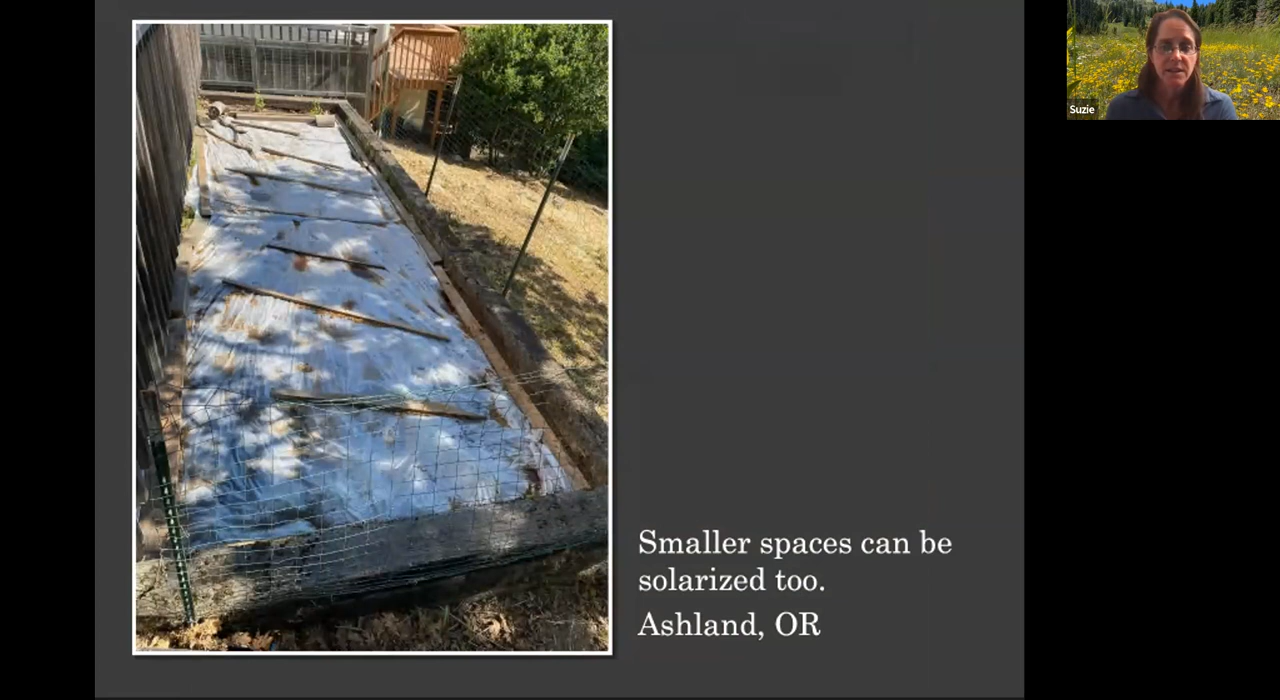 Suzie
Smaller spaces can be
solarized too.
Ashland, OR